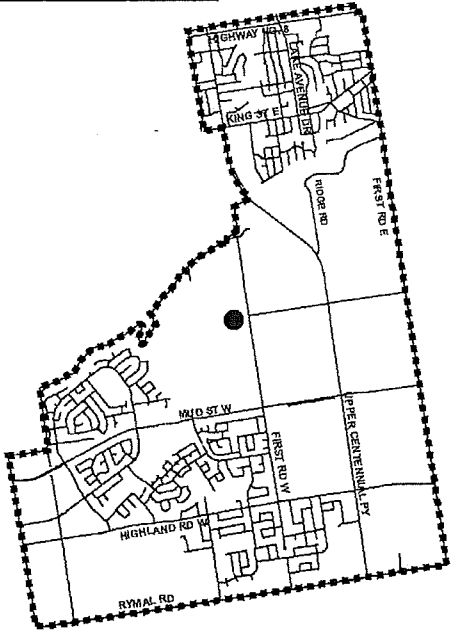 HIGHWAY NO. 8
LAKE AVENUE DR
KING ST E
RIDGE RD
FIRST RD E
MUD ST W
UPPER CENTENNIAL PY
FIRST RD W
HIGHLAND RD W
RYMAL RD